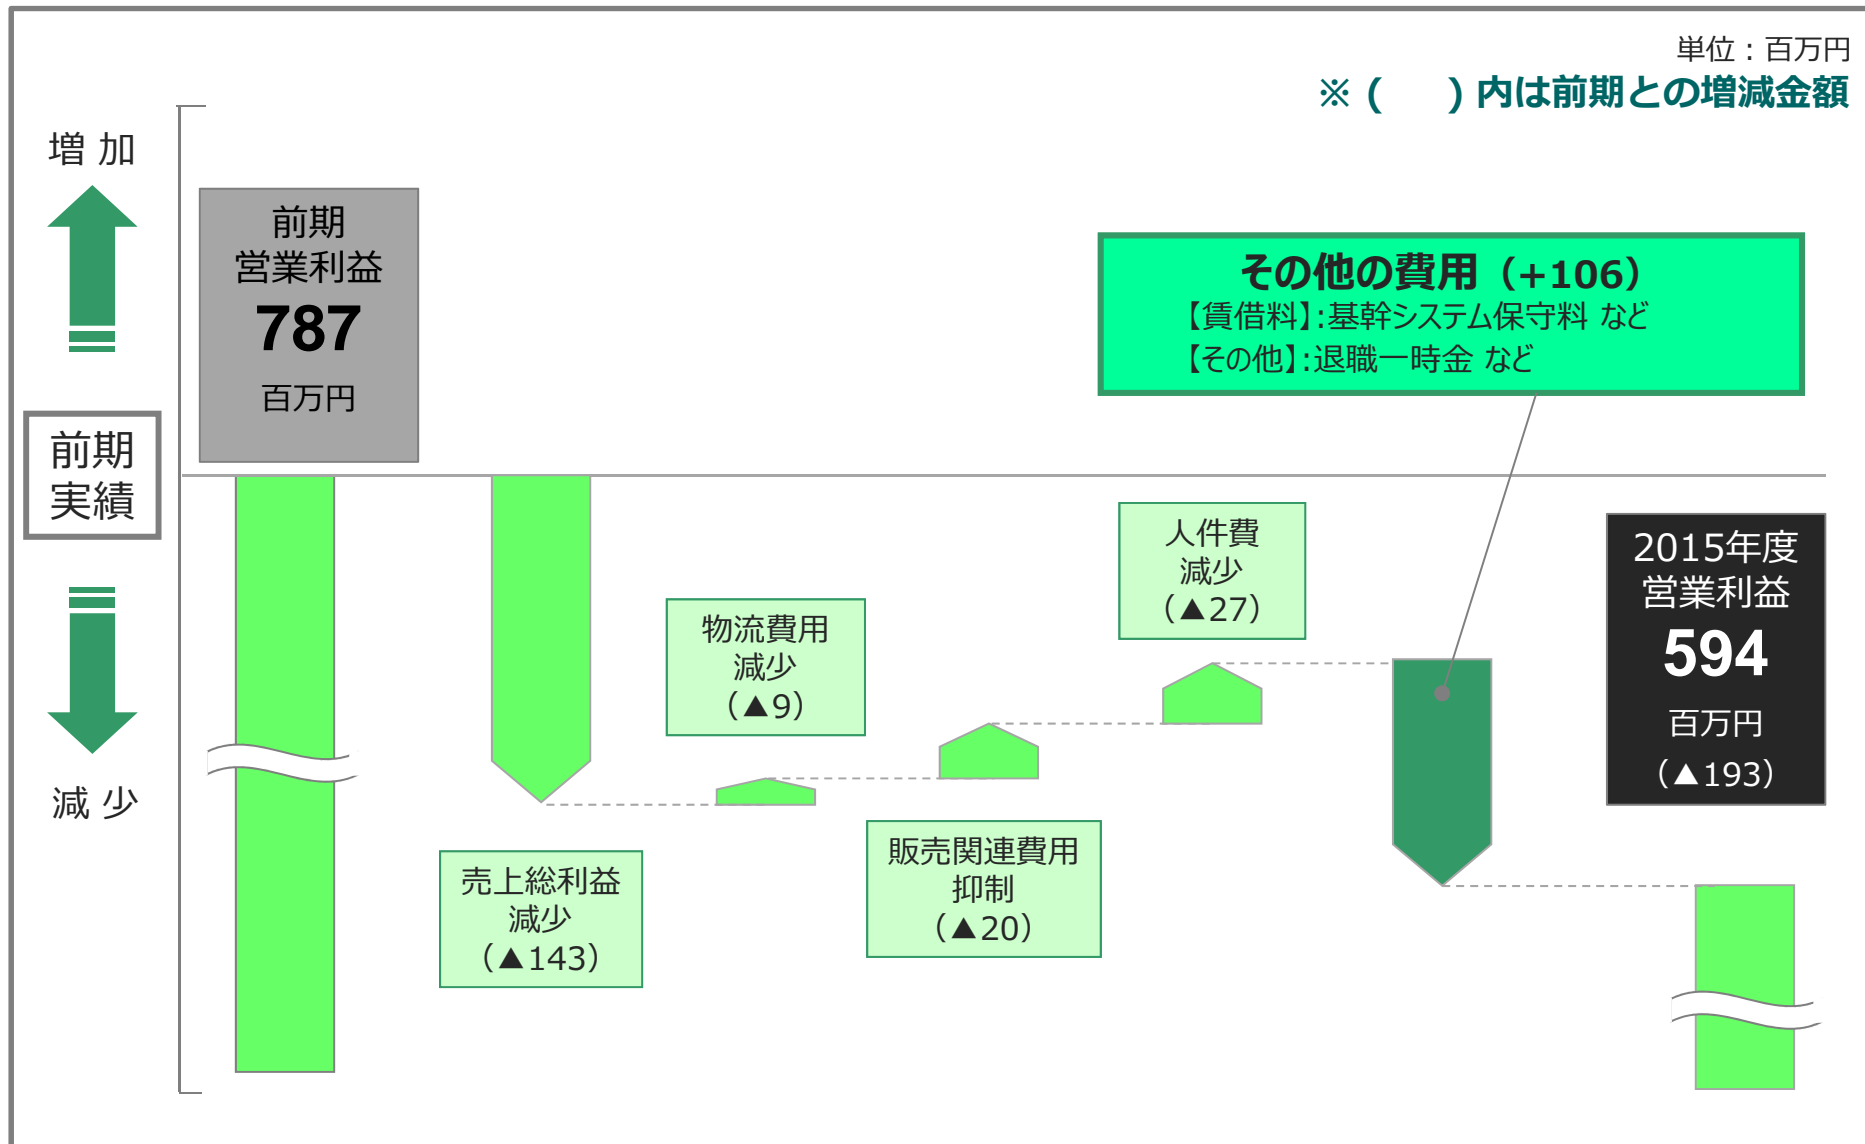 単位：百万円
※ (　　) 内は前期との増減金額
増 加
前期
実績
減 少
前期
営業利益
787
百万円
売上総利益
減少
（▲143）
物流費用
減少
（▲9）
販売関連費用
抑制
（▲20）
人件費
減少
（▲27）
その他の費用（+106）
【賃借料】：基幹システム保守料 など
【その他】：退職一時金 など
2015年度
営業利益
594
百万円
（▲193）